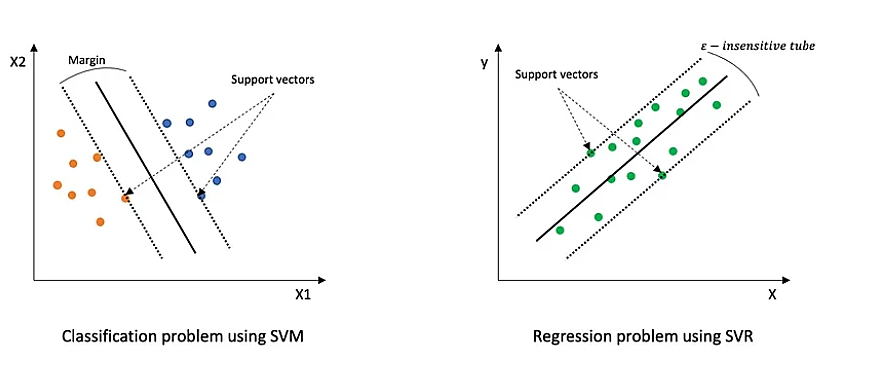 X2
Margin
Support vectors
X1
Classification problem using SVM
ε – insensitive tube
y
Support vectors
X
Regression problem using SVR